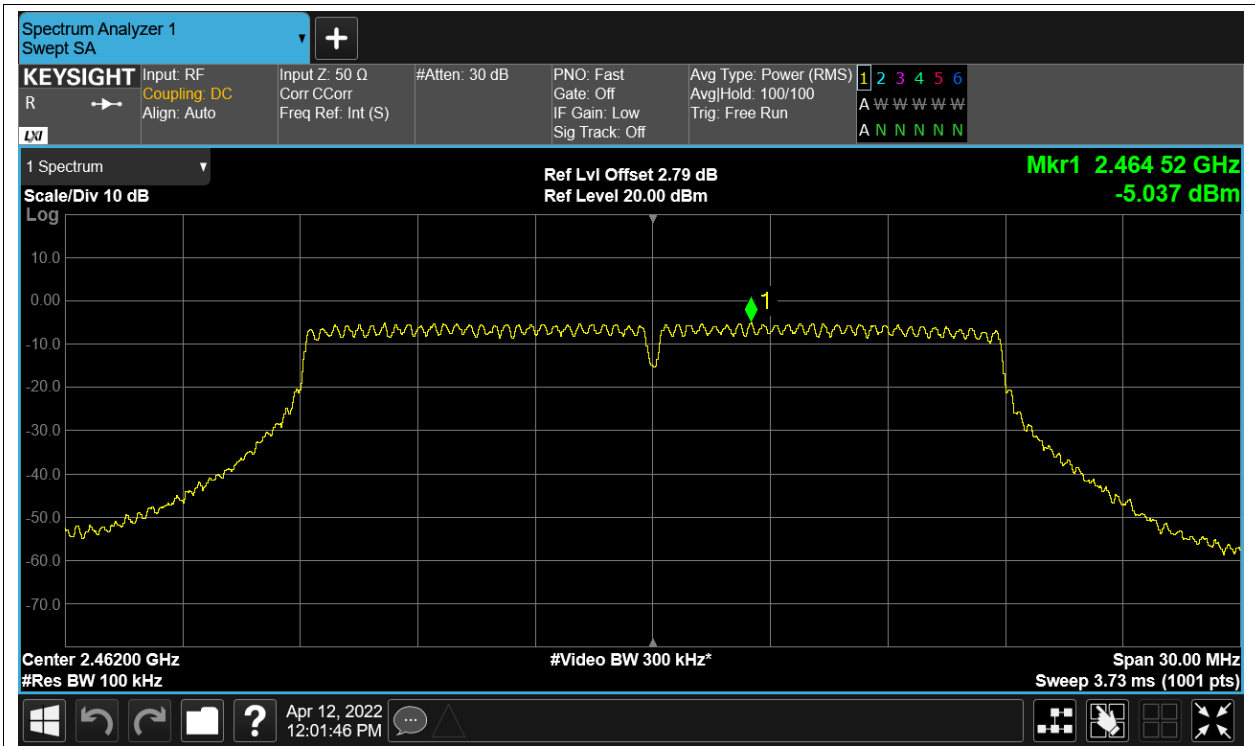 Spectrum Analyzer 1
Swept SA
KEYSIGHT
R
LXI
Input: RF
Coupling: DC
Align: Auto
Input Z: 50 Ω
Corr CCorr
Freq Ref: Int (S)
#Atten: 30 dB
PNO: Fast
Gate: Off
IF Gain: Low
Sig Track: Off
Avg Type: Power (RMS)
Avg|Hold: 100/100
Trig: Free Run
1 2 3 4 5 6
A W W W W W
A N N N N N
1 Spectrum
Scale/Div 10 dB
Ref Lvl Offset 2.79 dB
Ref Level 20.00 dBm
Mkr1 2.464 52 GHz
-5.037 dBm
Log
10.0
0.00
-10.0
-20.0
-30.0
-40.0
-50.0
-60.0
-70.0
1
Center 2.46200 GHz
#Res BW 100 kHz
#Video BW 300 kHz*
Span 30.00 MHz
Sweep 3.73 ms (1001 pts)
?
Apr 12, 2022
12:01:46 PM